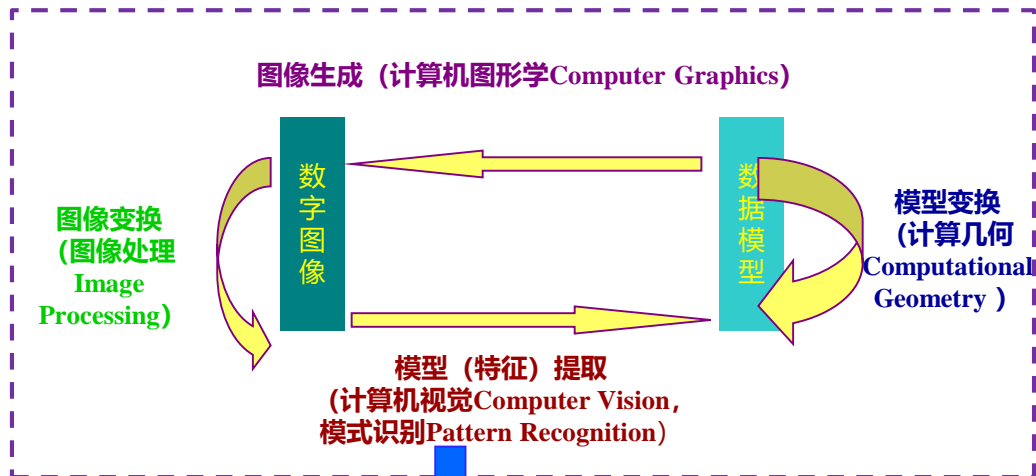 图像生成（计算机图形学Computer Graphics）
数字图像
数据模型
图像变换
（图像处理
Image
Processing）
模型变换
（计算几何
Computational
Geometry ）
模型（特征）提取
（计算机视觉Computer Vision，
模式识别Pattern Recognition）